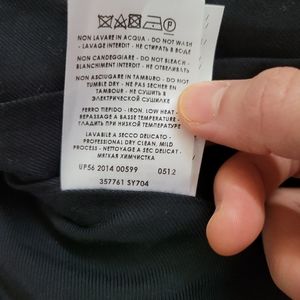 NON LAVARE IN ACQUA - DO NOT WASH
- LAVAGE INTERDIT - НЕ СТИРАТЬ В ВОДЕ
NON CANDEGGIARE - DO NOT BLEACH -
BLANCHIMENT INTERDIT - НЕ ОТБЕЛИВАТЬ
NON ASCIUGARE IN TAMBURO - DO NOT
TUMBLE DRY - NE PAS SECHER EN
TAMBOUR - НЕ СУШИТЬ В
ЭЛЕКТРИЧЕСКОЙ СУШИЛКЕ
FERRO TIEPIDO - IRON, LOW HEAT -
REPASSAGE A BASSE TEMPERATURE -
ГЛАДИТЬ ПРИ НИЗКОЙ ТЕМПЕРАТУРЕ
LAVABILE A SECCO DELICATO -
PROFESSIONAL DRY CLEAN, MILD
PROCESS - NETTOYAGE A SEC DELICAT -
МЯГКАЯ ХИМЧИСТКА
UP56 2014 00599 0512
357761 SY704